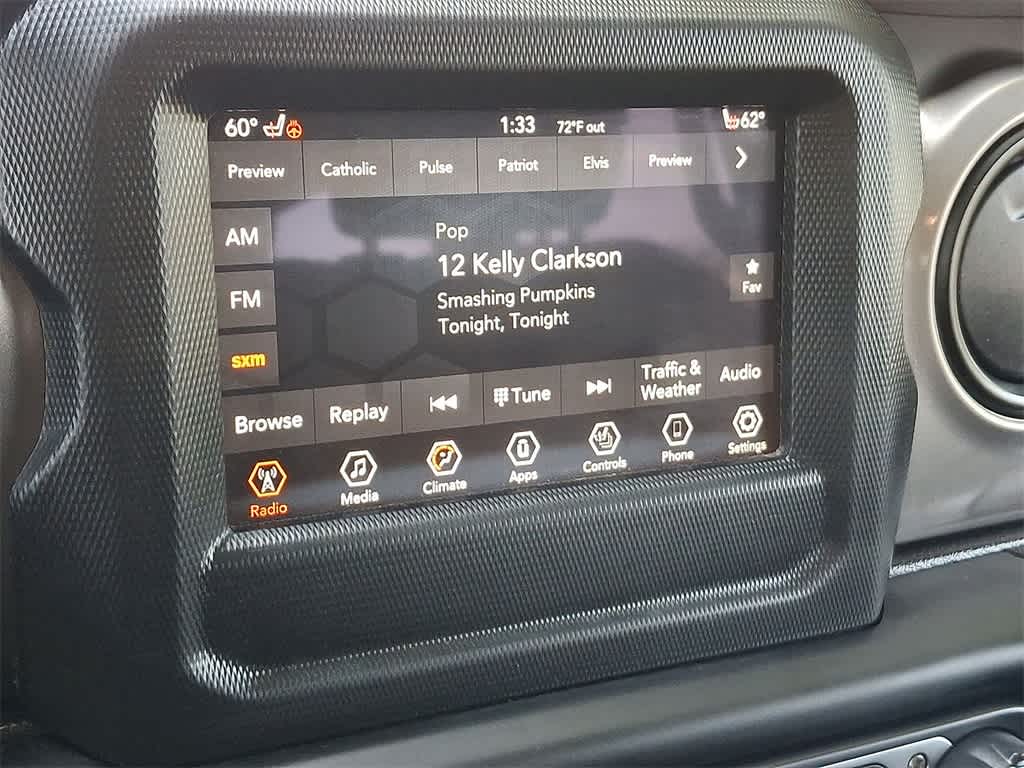 60° 1:33 72°F out 62°
Preview Catholic Pulse Patriot Elvis Preview
AM
Pop
12 Kelly Clarkson
FM
Smashing Pumpkins
Fav
Tonight, Tonight
sxm
Browse Replay Tune Traffic & Weather Audio
Radio Media Climate Apps Controls Phone Settings